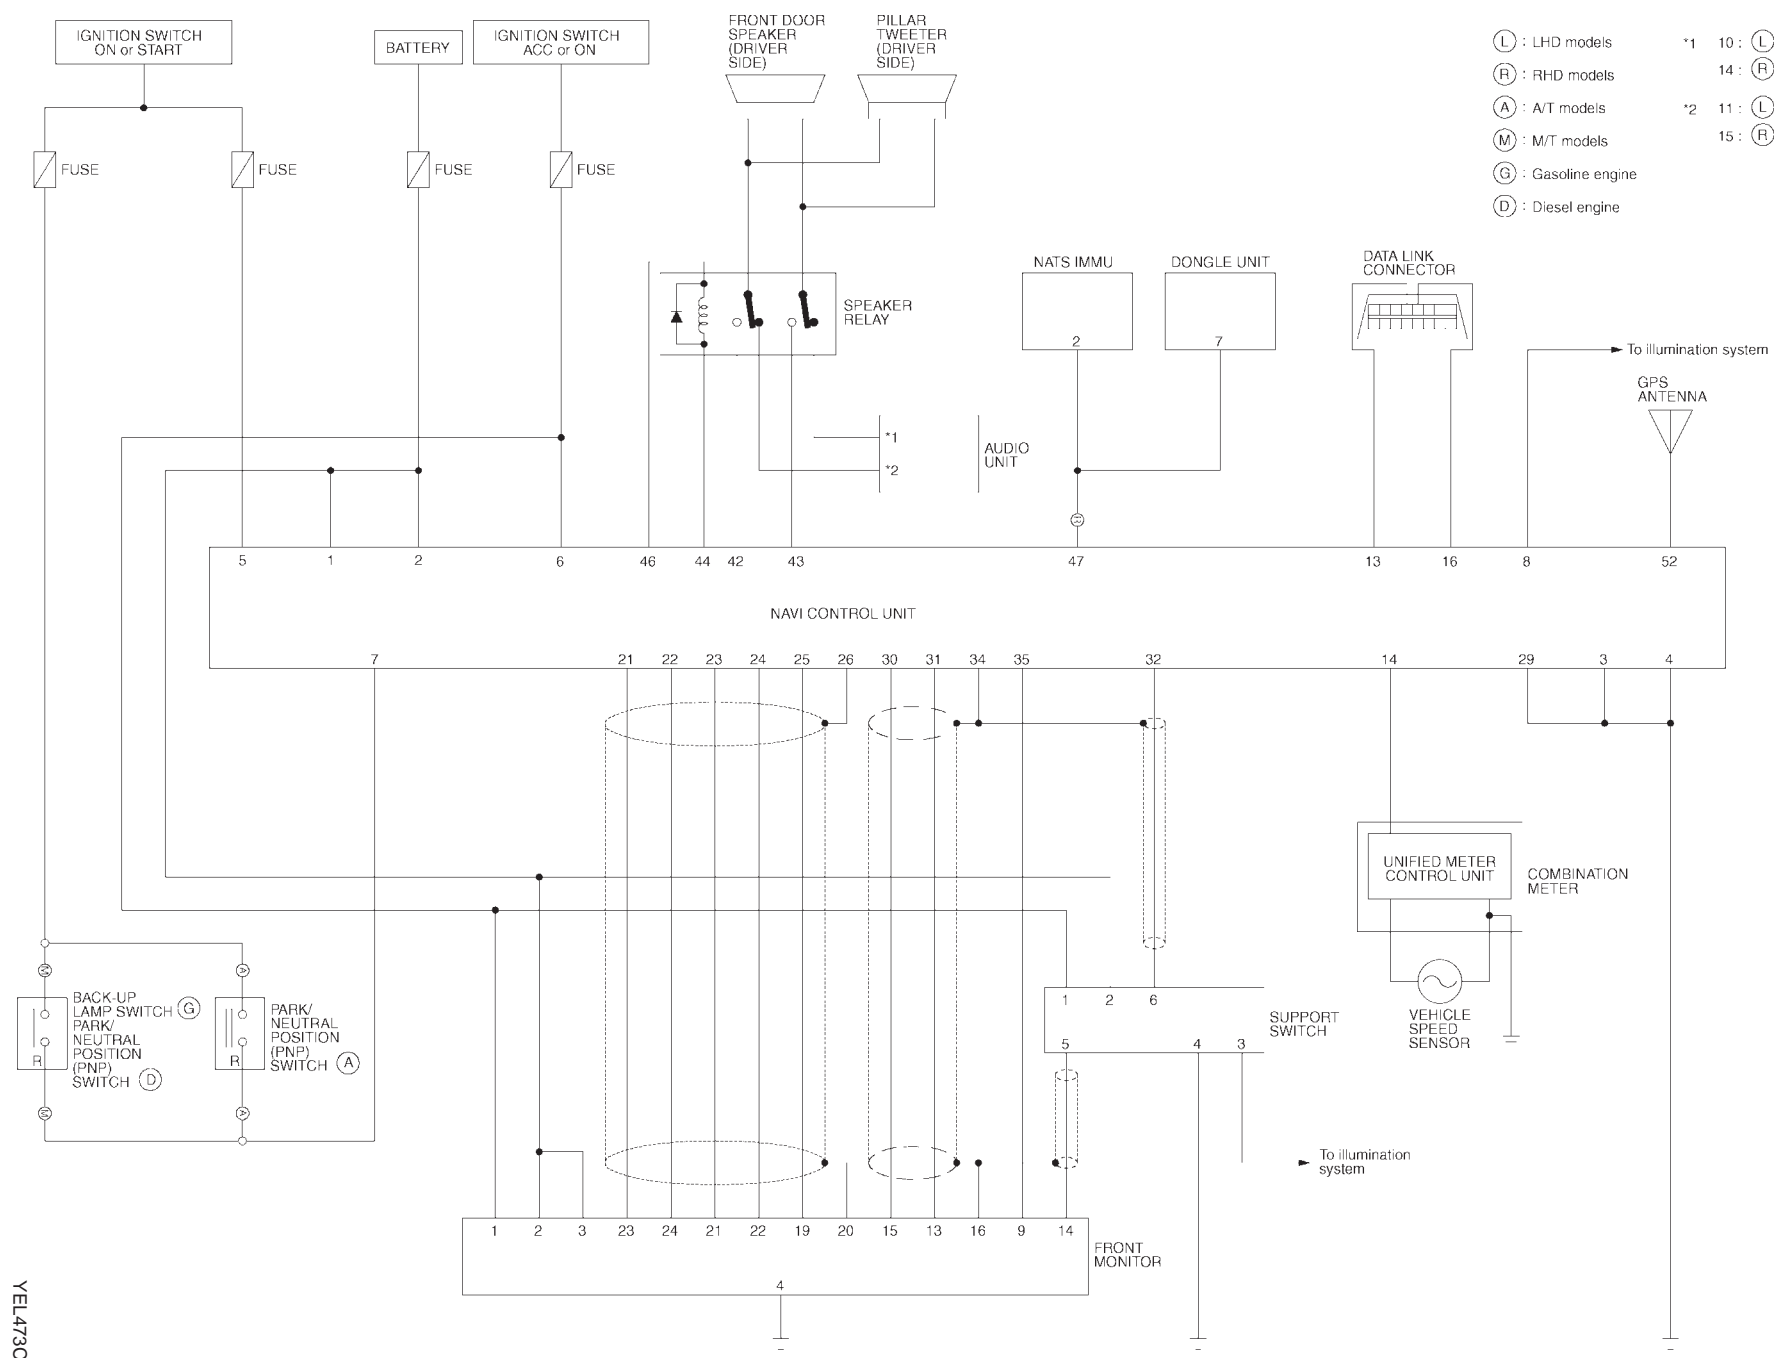 IGNITION SWITCH
ON or START
BATTERY
IGNITION SWITCH
ACC or ON
FRONT DOOR
SPEAKER
(DRIVER
SIDE)
PILLAR
TWEETER
(DRIVER
SIDE)
L : LHD models
R : RHD models
A : A/T models
M : M/T models
G : Gasoline engine
D : Diesel engine
*1 10 : L
14 : R
*2 11 : L
15 : R
FUSE
FUSE
FUSE
FUSE
SPEAKER
RELAY
NATS IMMU
2
DONGLE UNIT
7
DATA LINK
CONNECTOR
To illumination system
GPS
ANTENNA
*1
*2
AUDIO
UNIT
R
5 1 2 6 46 44 42 43 47 13 16 8 52
NAVI CONTROL UNIT
7 21 22 23 24 25 26 30 31 34 35 32 14 29 3 4
UNIFIED METER
CONTROL UNIT
COMBINATION
METER
VEHICLE
SPEED
SENSOR
M
A
R
BACK-UP
LAMP SWITCH G
PARK/
NEUTRAL
POSITION
(PNP)
SWITCH D
R
PARK/
NEUTRAL
POSITION
(PNP)
SWITCH A
M
A
1 2 6
5 4 3
SUPPORT
SWITCH
To illumination
system
1 2 3 23 24 21 22 19 20 15 13 16 9 14
4
FRONT
MONITOR
YEL473C